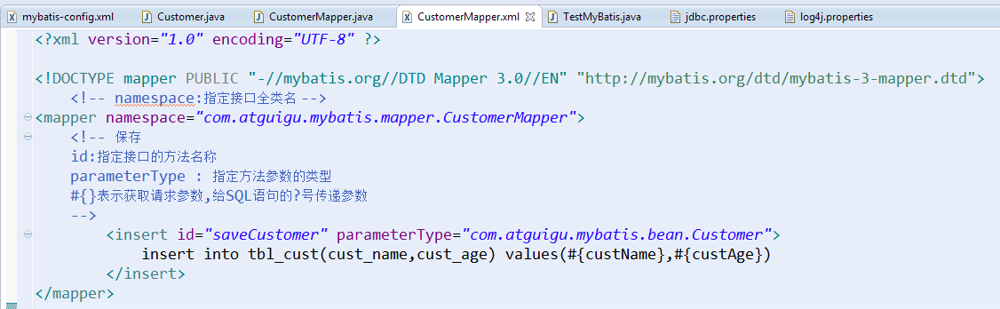 mybatis-config.xml Customer.java CustomerMapper.java CustomerMapper.xml TestMyBatis.java jdbc.properties log4j.properties
<?xml version="1.0" encoding="UTF-8" ?>
<!DOCTYPE mapper PUBLIC "-//mybatis.org//DTD Mapper 3.0//EN" "http://mybatis.org/dtd/mybatis-3-mapper.dtd">
<!-- namespace:指定接口全类名 -->
<mapper namespace="com.atguigu.mybatis.mapper.CustomerMapper">
<!-- 保存
id:指定接口的方法名称
parameterType : 指定方法参数的类型
#{}表示获取请求参数,给SQL语句的?号传递参数
-->
<insert id="saveCustomer" parameterType="com.atguigu.mybatis.bean.Customer">
insert into tbl_cust(cust_name,cust_age) values(#{custName},#{custAge})
</insert>
</mapper>